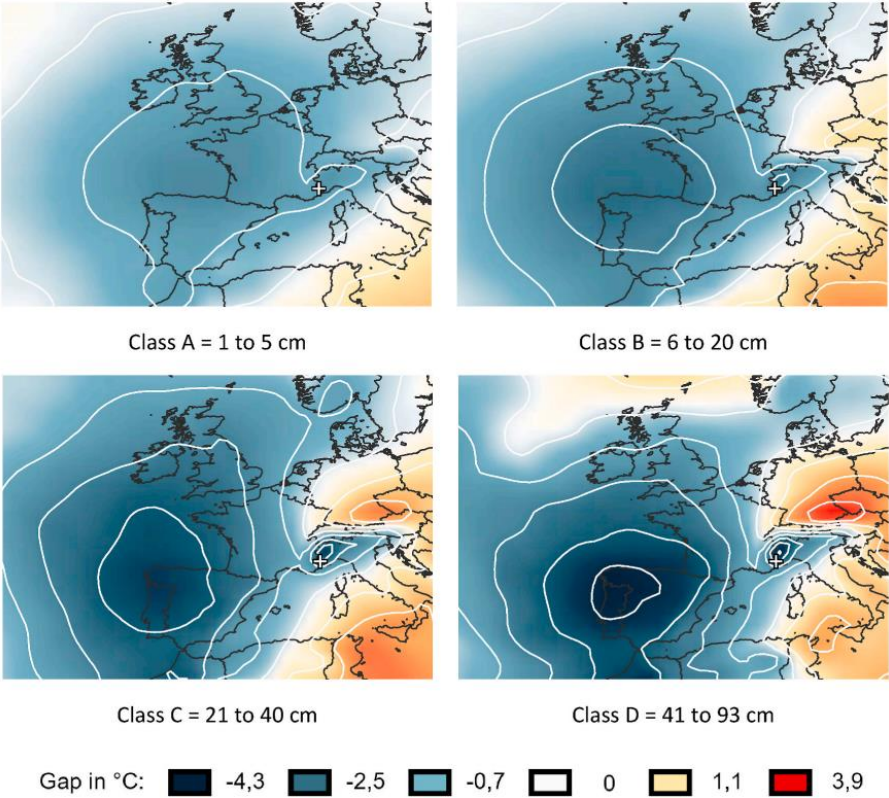 Class A = 1 to 5 cm
Class B = 6 to 20 cm
Class C = 21 to 40 cm
Class D = 41 to 93 cm
Gap in °C: -4,3 -2,5 -0,7 0 1,1 3,9